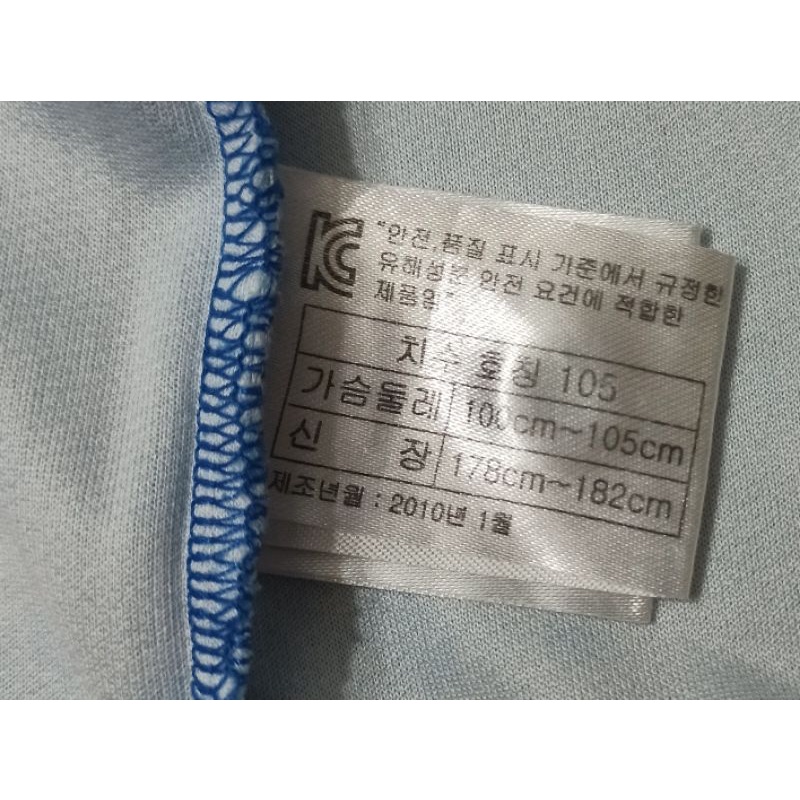 KC
"안전.품질 표시 기준에서 규정한
유해성분 안전 요건에 적합한
제품임"
치수 호칭 105
가슴둘레 100cm~105cm
신 장 178cm~182cm
제조년월 : 2010년 1월